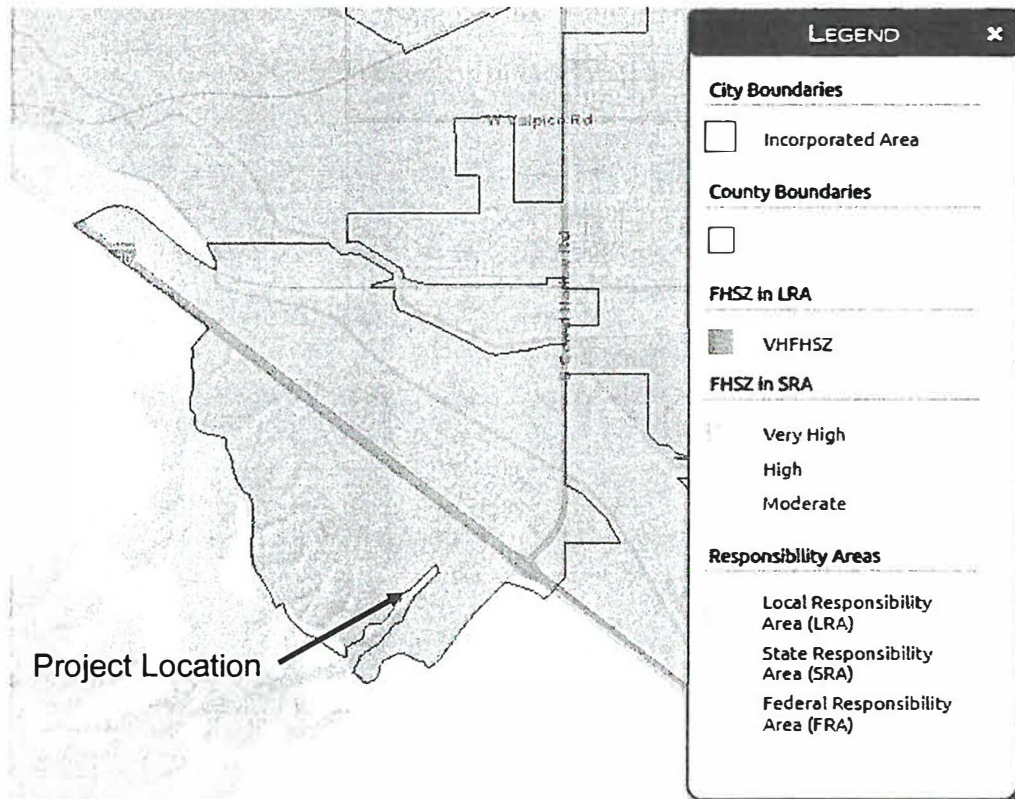 W Valpico Rd
Project Location
LEGEND
City Boundaries
Incorporated Area
County Boundaries
FHSZ in LRA
VHFHSZ
FHSZ in SRA
Very High
High
Moderate
Responsibility Areas
Local Responsibility
Area (LRA)
State Responsibility
Area (SRA)
Federal Responsibility
Area (FRA)